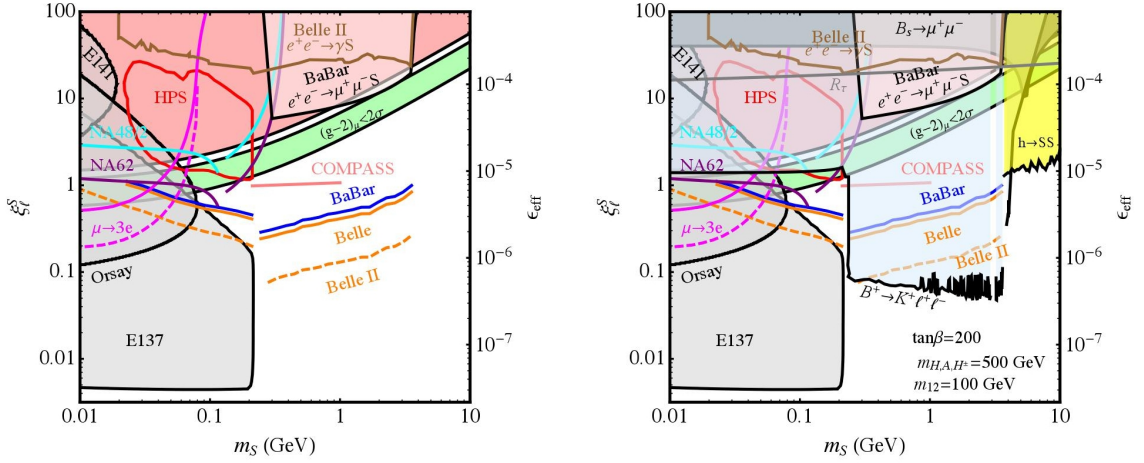 100
10
1
0.1
0.01
ξ_ℓ^S
0.01
0.1
1
10
m_S (GeV)
10⁻⁴
10⁻⁵
10⁻⁶
10⁻⁷
ϵ_eff
E141
NA48/2
NA62
μ→3e
Orsay
E137
HPS
Belle II
e⁺e⁻→γS
BaBar
e⁺e⁻→μ⁺μ⁻S
(g-2)_μ<2σ
COMPASS
BaBar
Belle
Belle II
100
10
1
0.1
0.01
ξ_ℓ^S
0.01
0.1
1
10
m_S (GeV)
10⁻⁴
10⁻⁵
10⁻⁶
10⁻⁷
ϵ_eff
E141
NA48/2
NA62
μ→3e
Orsay
E137
HPS
Belle II
e⁺e⁻→γS
B_s→μ⁺μ⁻
R_τ
BaBar
e⁺e⁻→μ⁺μ⁻S
(g-2)_μ<2σ
h→SS
COMPASS
BaBar
Belle
Belle II
B⁺→K⁺ℓ⁺ℓ⁻
tanβ=200
m_{H,A,H^±}=500 GeV
m₁₂=100 GeV